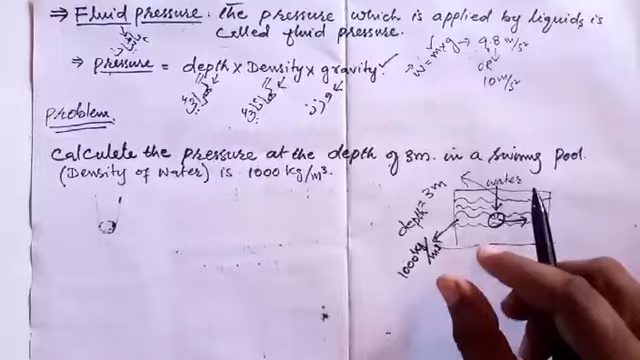 ⇒ Fluid pressure. The pressure which is applied by liquids is
called fluid pressure.
⇒ Pressure = depth × Density × gravity.
w = m×g → 9.8 m/s²
or
10 m/s²
Problem
Calculate the pressure at the depth of 3m. in a swimg pool.
(Density of Water) is 1000 kg/m³.
water
depth = 3m
1000 kg/m³